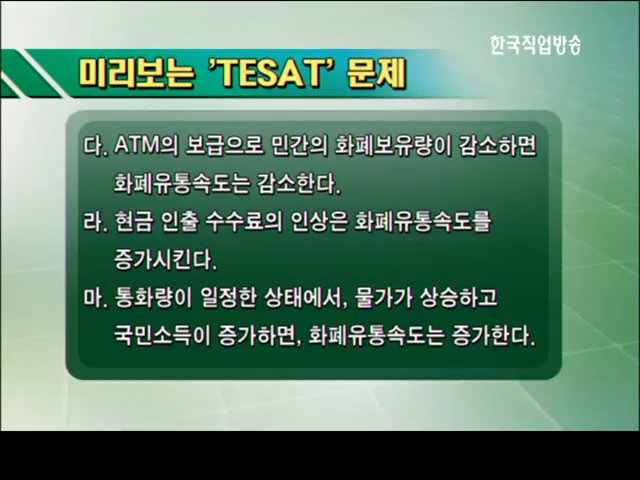 한국직업방송
미리보는 'TESAT' 문제
다. ATM의 보급으로 민간의 화폐보유량이 감소하면
화폐유통속도는 감소한다.
라. 현금 인출 수수료의 인상은 화폐유통속도를
증가시킨다.
마. 통화량이 일정한 상태에서, 물가가 상승하고
국민소득이 증가하면, 화폐유통속도는 증가한다.